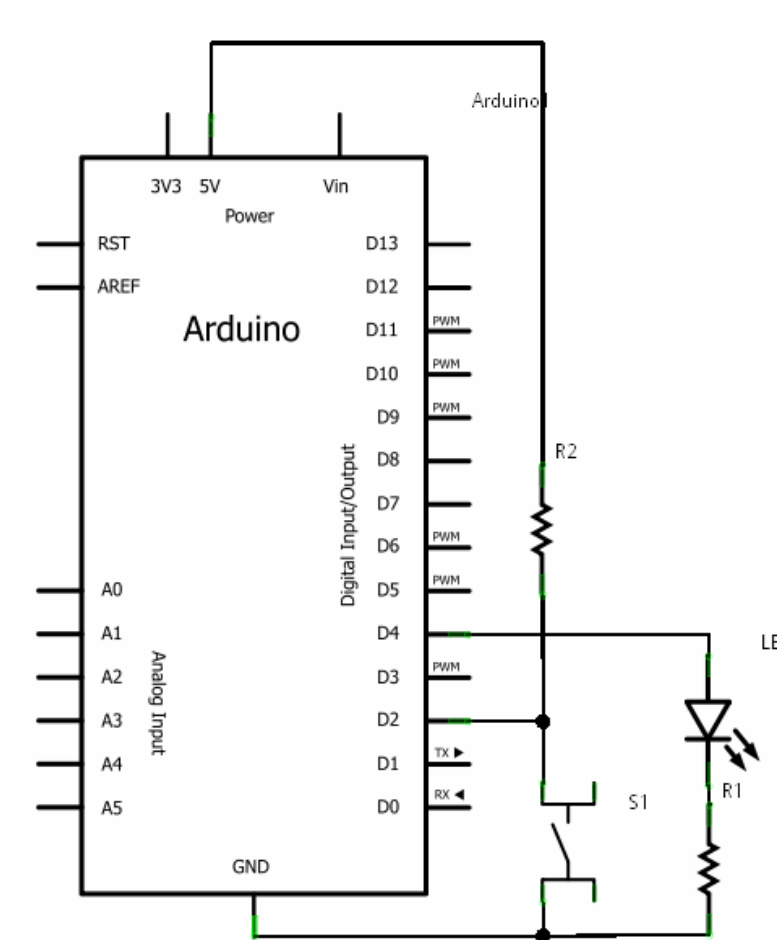 Arduino1
3V3 5V Vin
Power
RST D13
AREF D12
Arduino
PWM
D11
PWM
D10
PWM
D9
R2
D8
Digital Input/Output
D7
PWM
D6
PWM
A0 D5
A1 D4
LE
Analog Input
PWM
A2 D3
A3 D2
TX
A4 D1
RX
A5 D0
R1
S1
GND